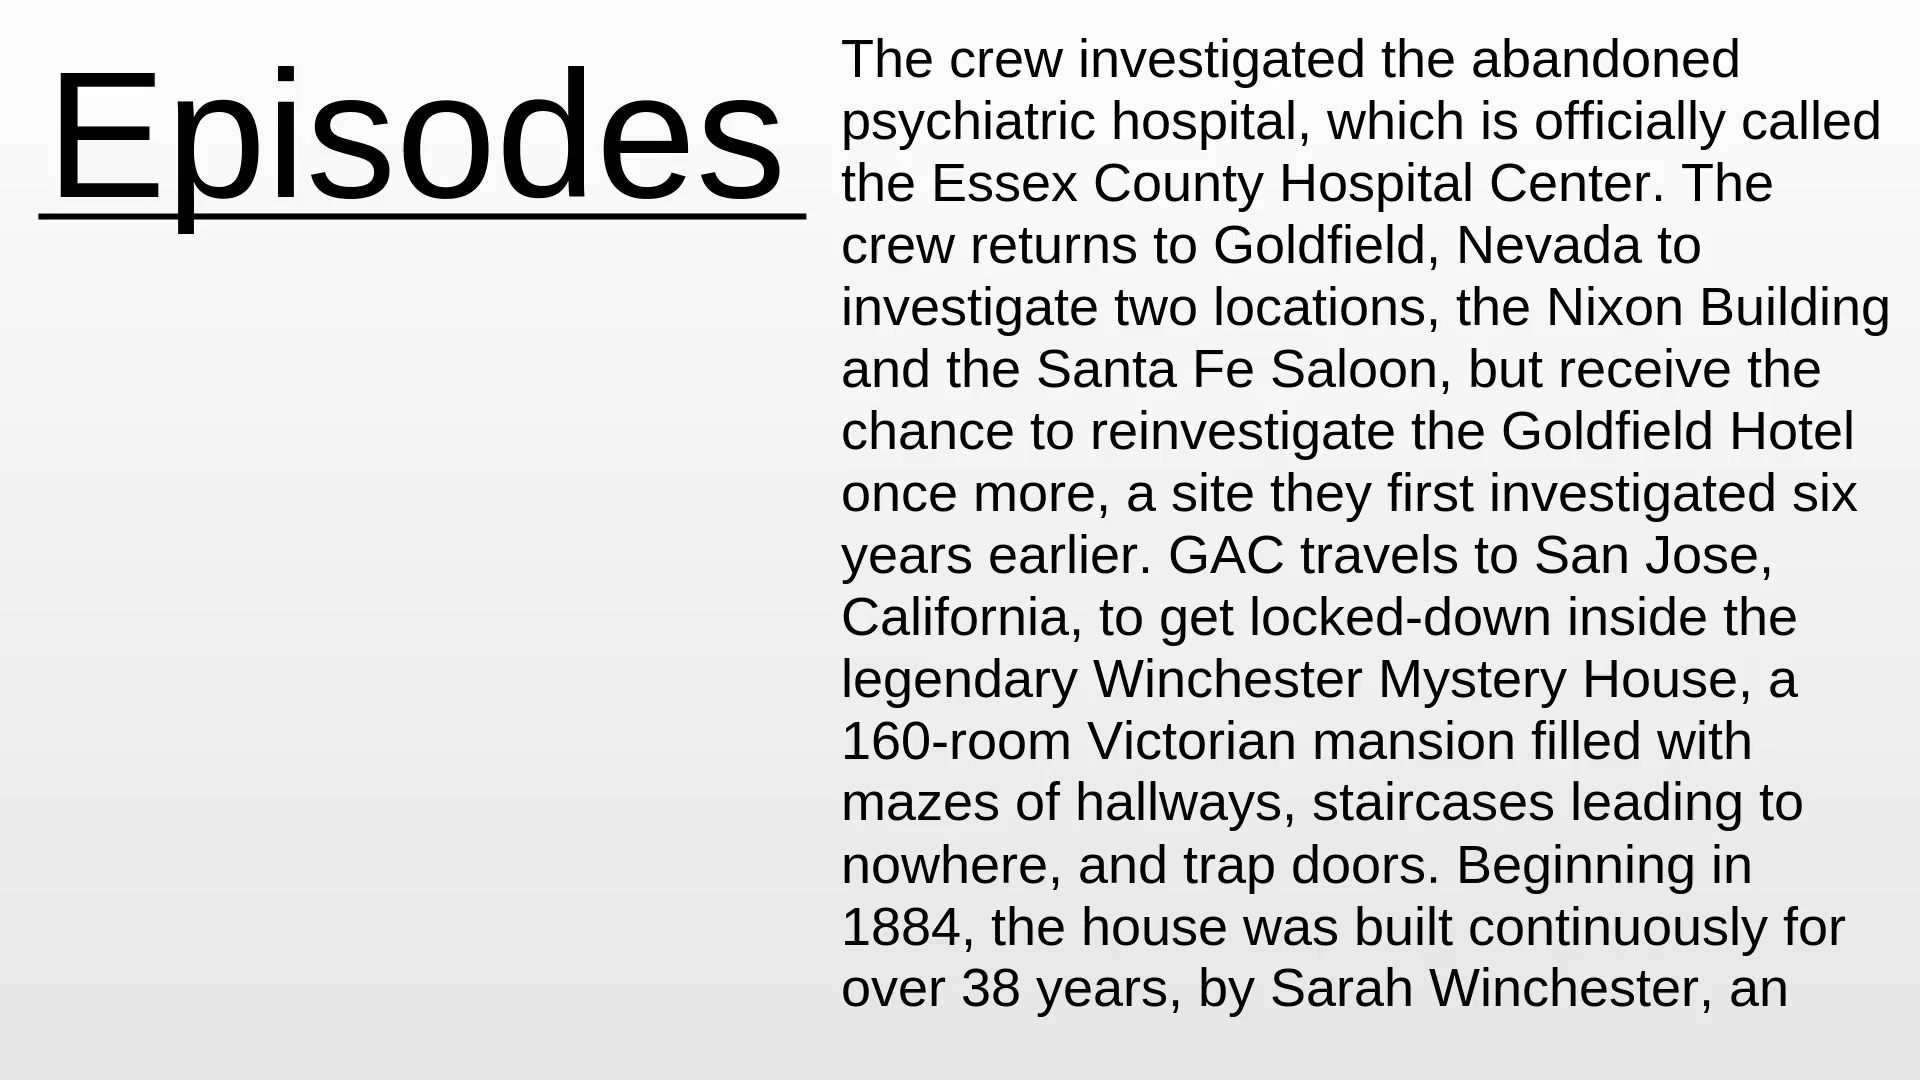 Episodes
The crew investigated the abandoned
psychiatric hospital, which is officially called
the Essex County Hospital Center. The
crew returns to Goldfield, Nevada to
investigate two locations, the Nixon Building
and the Santa Fe Saloon, but receive the
chance to reinvestigate the Goldfield Hotel
once more, a site they first investigated six
years earlier. GAC travels to San Jose,
California, to get locked-down inside the
legendary Winchester Mystery House, a
160-room Victorian mansion filled with
mazes of hallways, staircases leading to
nowhere, and trap doors. Beginning in
1884, the house was built continuously for
over 38 years, by Sarah Winchester, an